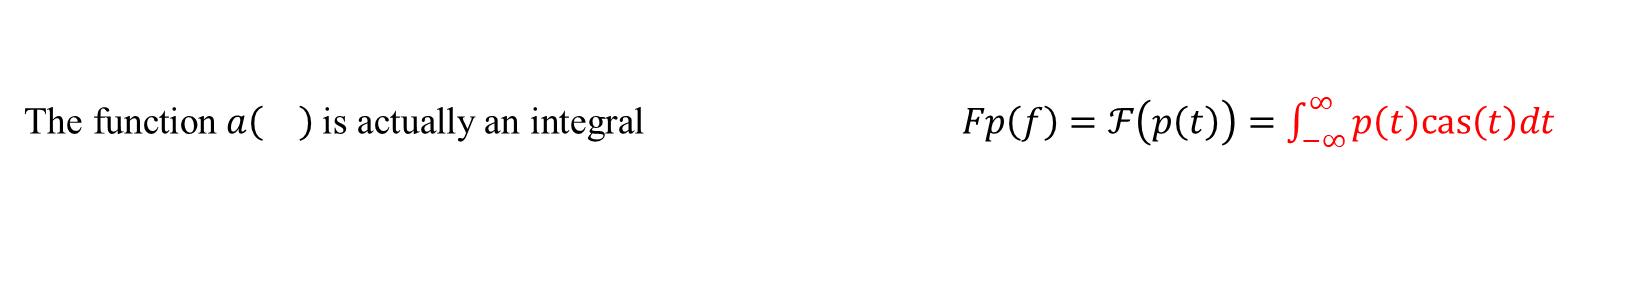 The function a( ) is actually an integral
Fp(f) = ℱ(p(t)) = ∫_{−∞}^{∞} p(t)cas(t)dt